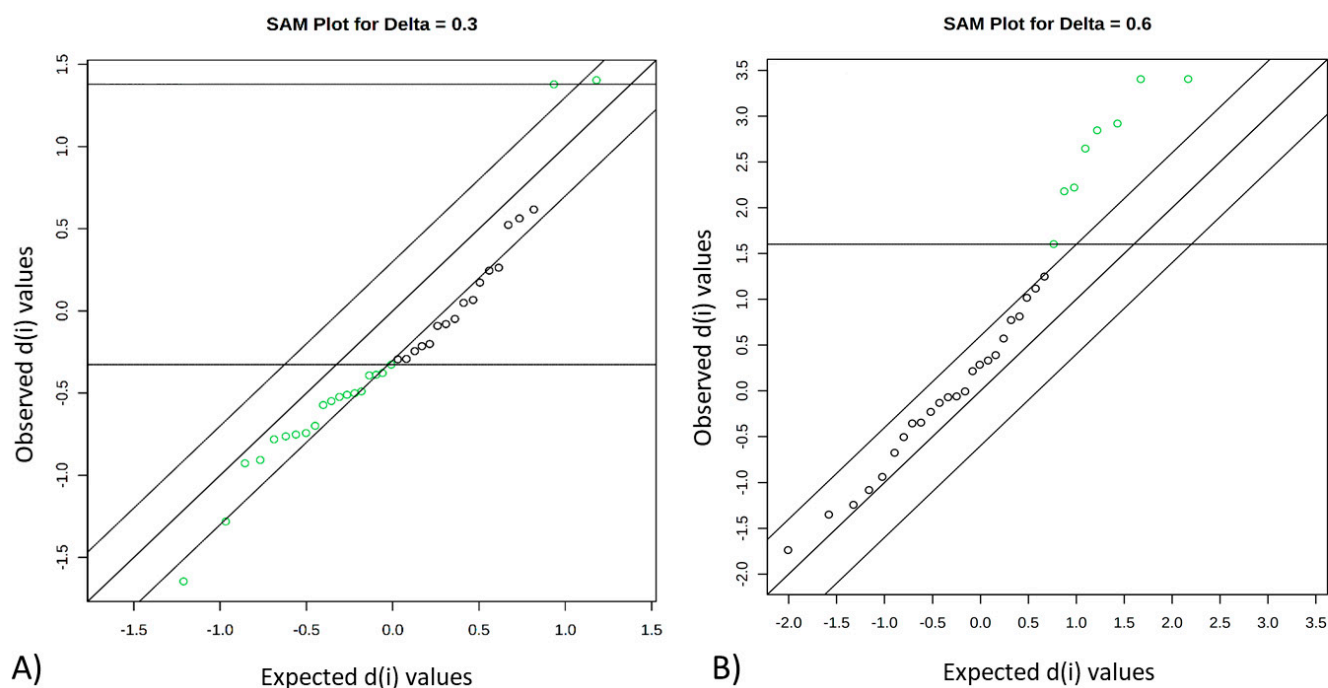 SAM Plot for Delta = 0.3
1.5
1.0
0.5
0.0
-0.5
-1.0
-1.5
Observed d(i) values
-1.5 -1.0 -0.5 0.0 0.5 1.0 1.5
A)
Expected d(i) values
SAM Plot for Delta = 0.6
3.5
3.0
2.5
2.0
1.5
1.0
0.5
0.0
-0.5
-1.0
-1.5
-2.0
Observed d(i) values
-2.0 -1.5 -1.0 -0.5 0.0 0.5 1.0 1.5 2.0 2.5 3.0 3.5
B)
Expected d(i) values